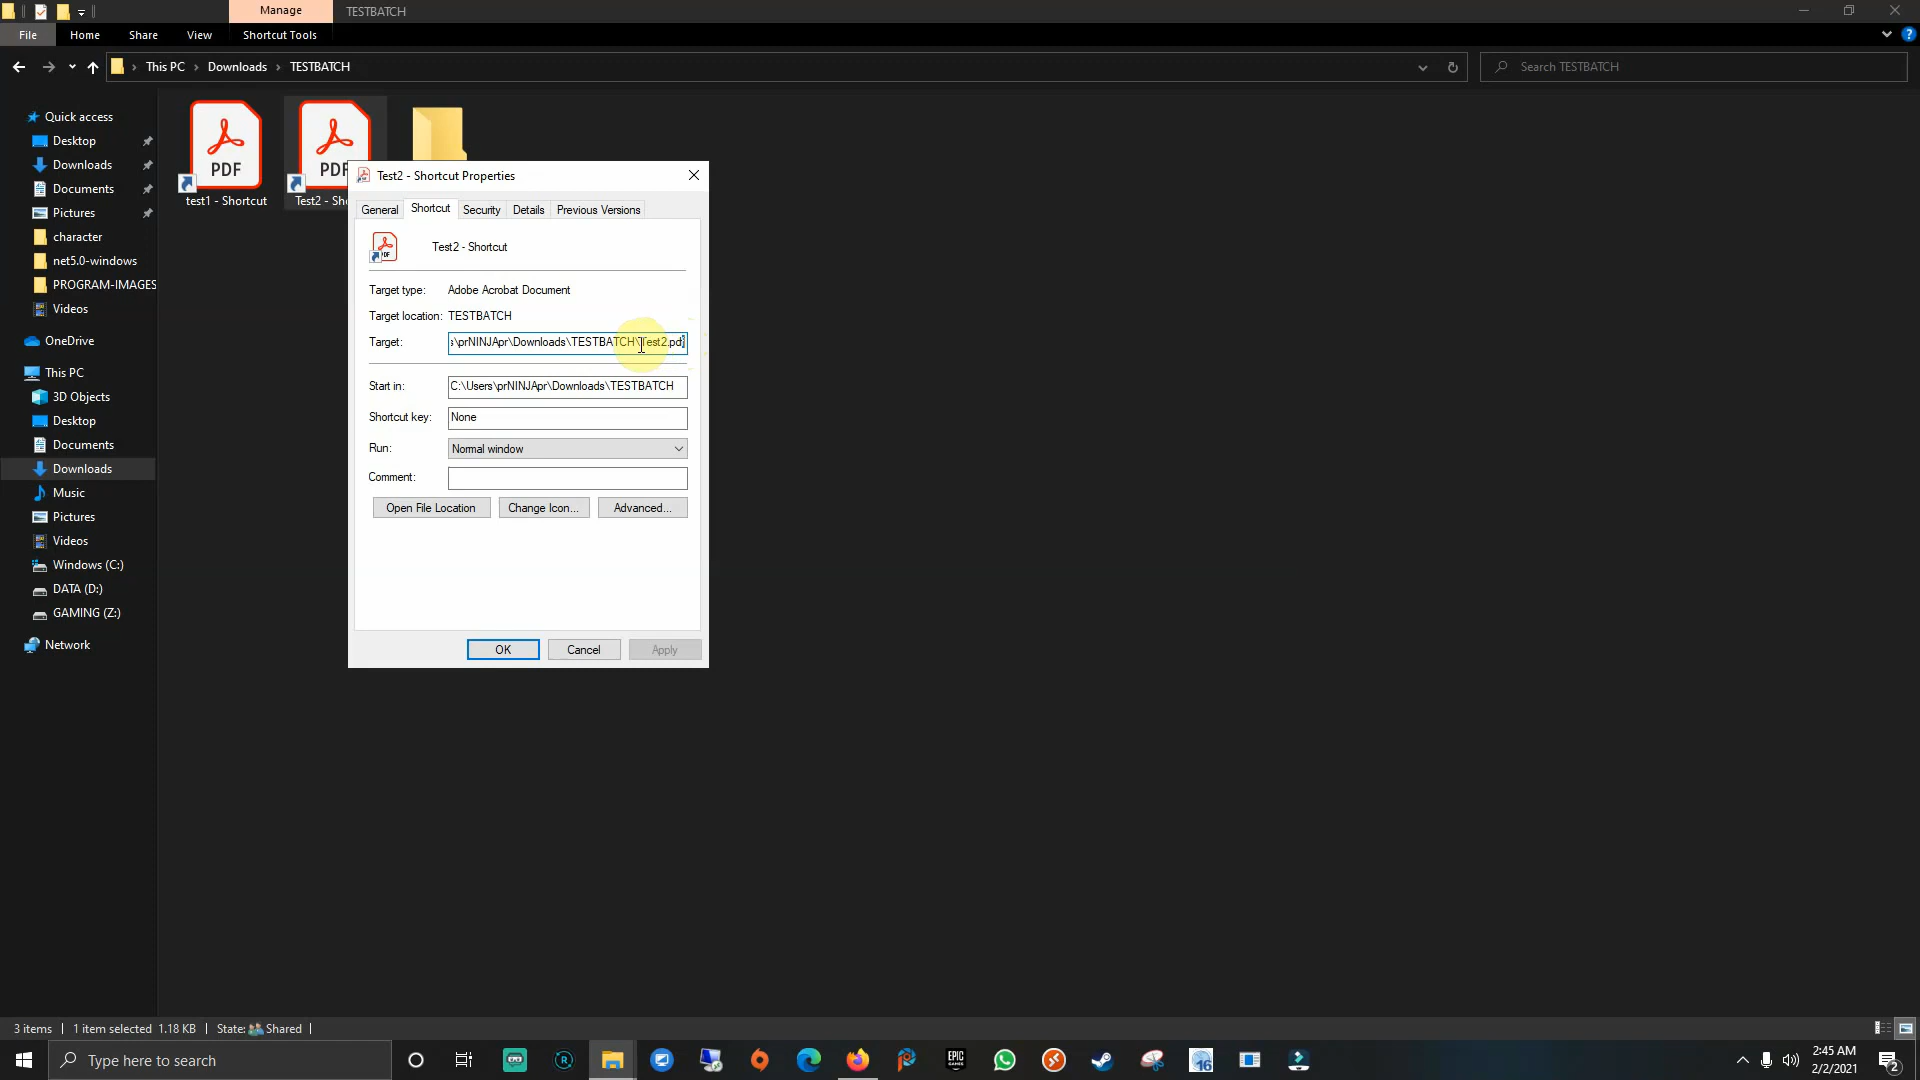 Manage
TESTBATCH
File
Home
Share
View
Shortcut Tools
?
This PC
Downloads
TESTBATCH
Search TESTBATCH
Quick access
Desktop
Downloads
Documents
Pictures
character
net5.0-windows
PROGRAM-IMAGES
Videos
OneDrive
This PC
3D Objects
Desktop
Documents
Downloads
Music
Pictures
Videos
Windows (C:)
DATA (D:)
GAMING (Z:)
Network
PDF
test1 - Shortcut
PDF
Test2 - Sho
Test2 - Shortcut Properties
General
Shortcut
Security
Details
Previous Versions
PDF
Test2 - Shortcut
Target type:
Adobe Acrobat Document
Target location:
TESTBATCH
Target:
s\prNINJApr\Downloads\TESTBATCH\Test2.pdf
Start in:
C:\Users\prNINJApr\Downloads\TESTBATCH
Shortcut key:
None
Run:
Normal window
Comment:
Open File Location
Change Icon...
Advanced...
OK
Cancel
Apply
3 items
1 item selected 1.18 KB
State: Shared
Type here to search
EPIC
GAMES
16
2:45 AM
2/2/2021
2